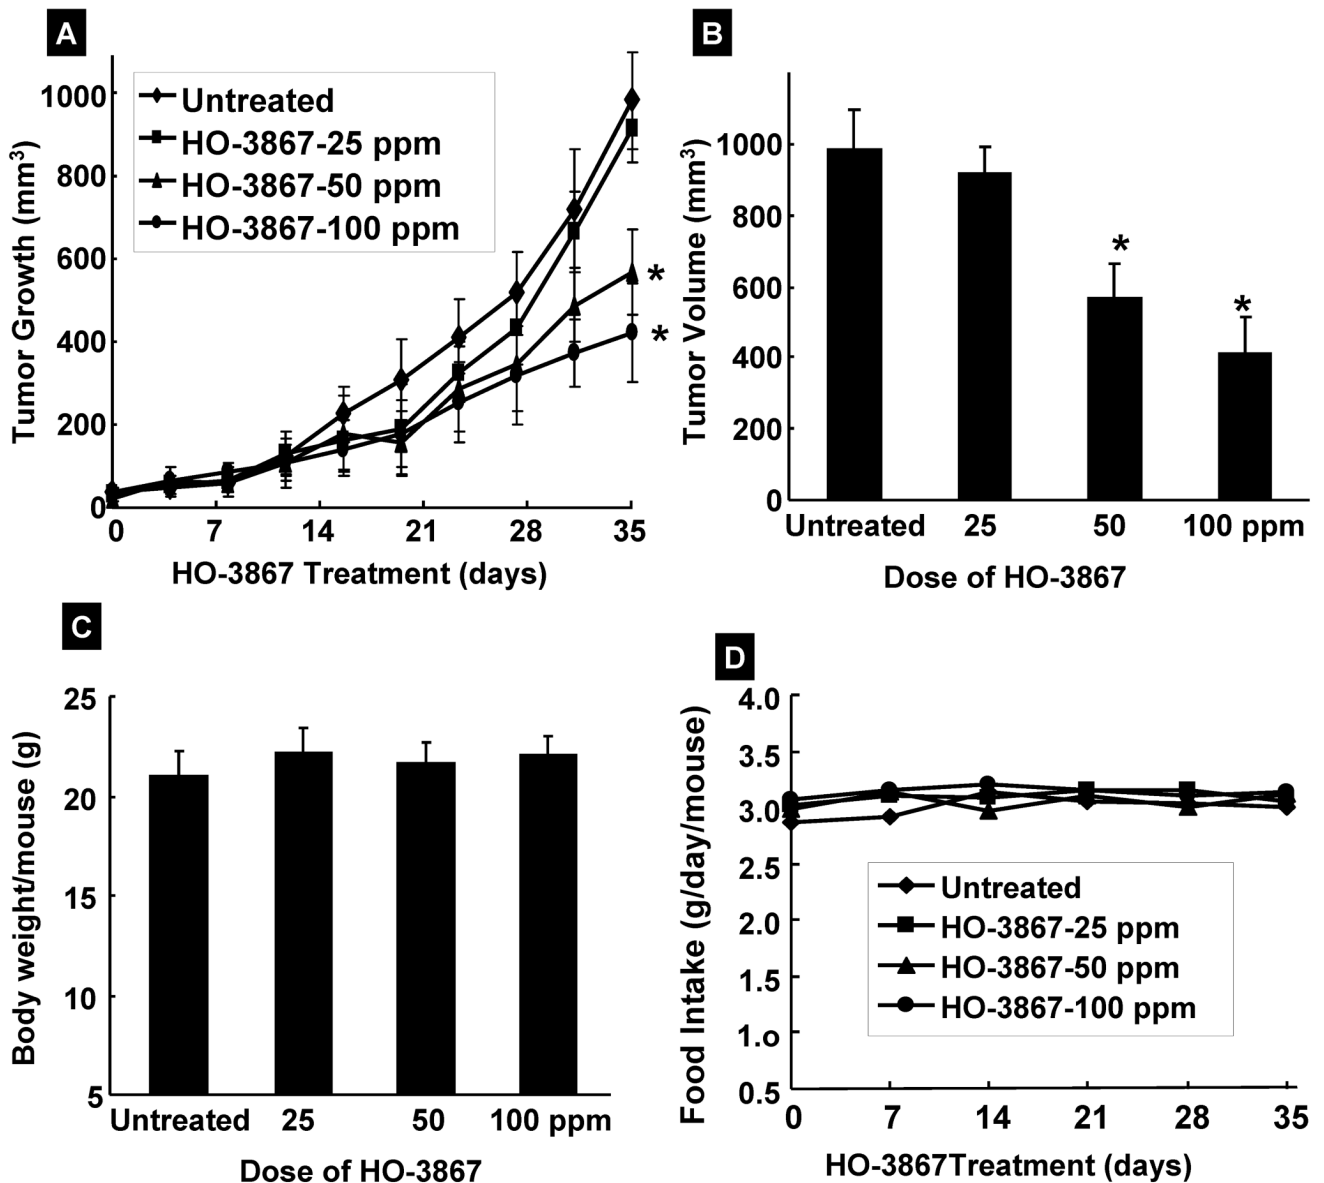 A
Tumor Growth (mm³)
1000
800
600
400
200
0
Untreated
HO-3867-25 ppm
HO-3867-50 ppm
HO-3867-100 ppm
*
*
0 7 14 21 28 35
HO-3867 Treatment (days)
B
Tumor Volume (mm³)
1000
800
600
400
200
0
*
*
Untreated 25 50 100 ppm
Dose of HO-3867
C
Body weight/mouse (g)
25
20
15
10
5
Untreated 25 50 100 ppm
Dose of HO-3867
D
Food Intake (g/day/mouse)
4.0
3.5
3.0
2.5
2.0
1.5
1.o
0.5
Untreated
HO-3867-25 ppm
HO-3867-50 ppm
HO-3867-100 ppm
0 7 14 21 28 35
HO-3867Treatment (days)